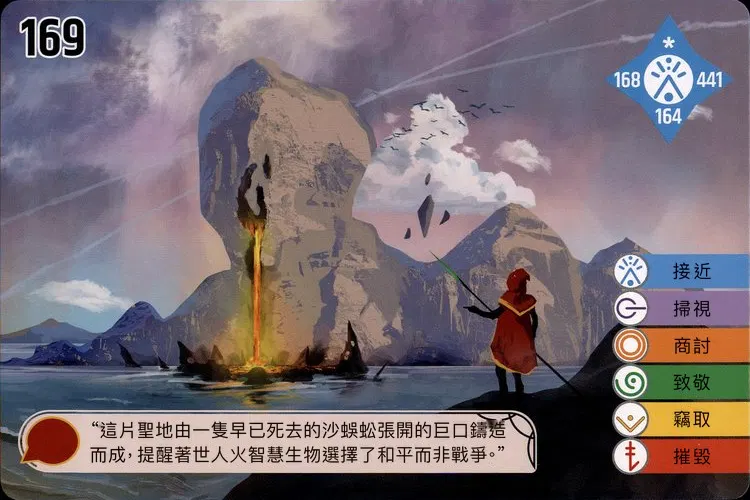 169
*
168 441
164
接近
掃視
商討
致敬
竊取
摧毀
“這片聖地由一隻早已死去的沙蜈蚣張開的巨口鑄造
而成，提醒著世人火智慧生物選擇了和平而非戰爭。”